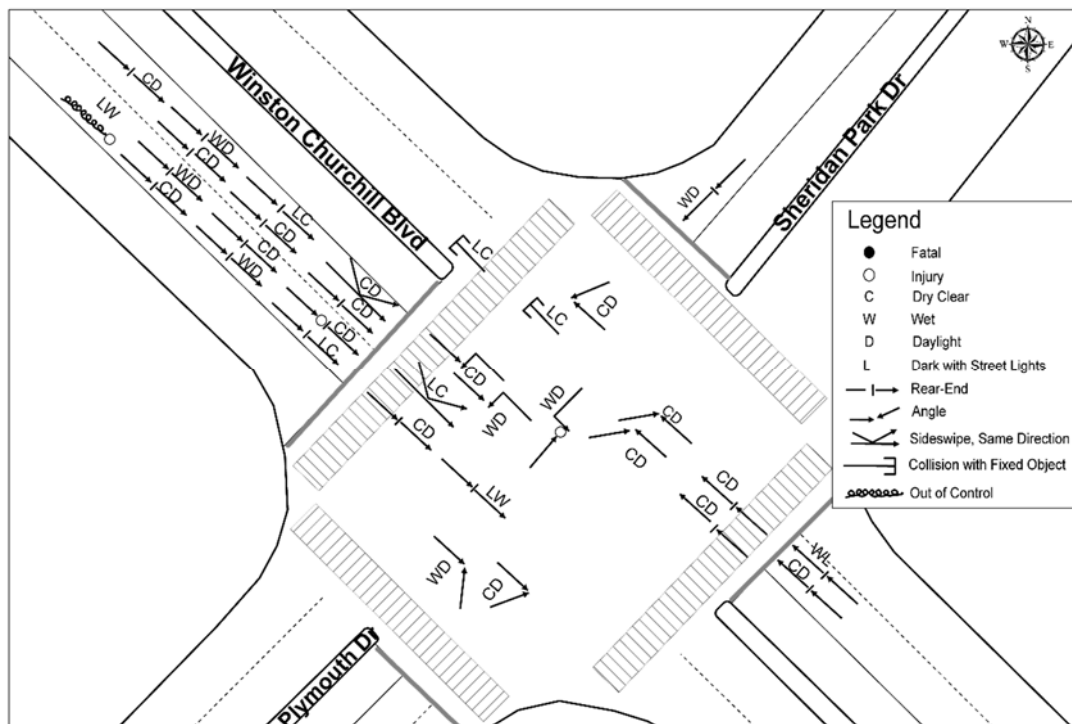 N
W E
S
Winston Churchill Blvd
Sheridan Park Dr
Plymouth Dr
CD
LW
WD
CD
WD
CD
LC
CD
CD
WD
CD
CD
CD
LC
WD
LC
CD
LC
CD
LC
WD
WD
CD
CD
CD
LW
CD
CD
WL
CD
WD
CD
Legend
Fatal
Injury
C Dry Clear
W Wet
D Daylight
L Dark with Street Lights
Rear-End
Angle
Sideswipe, Same Direction
Collision with Fixed Object
Out of Control